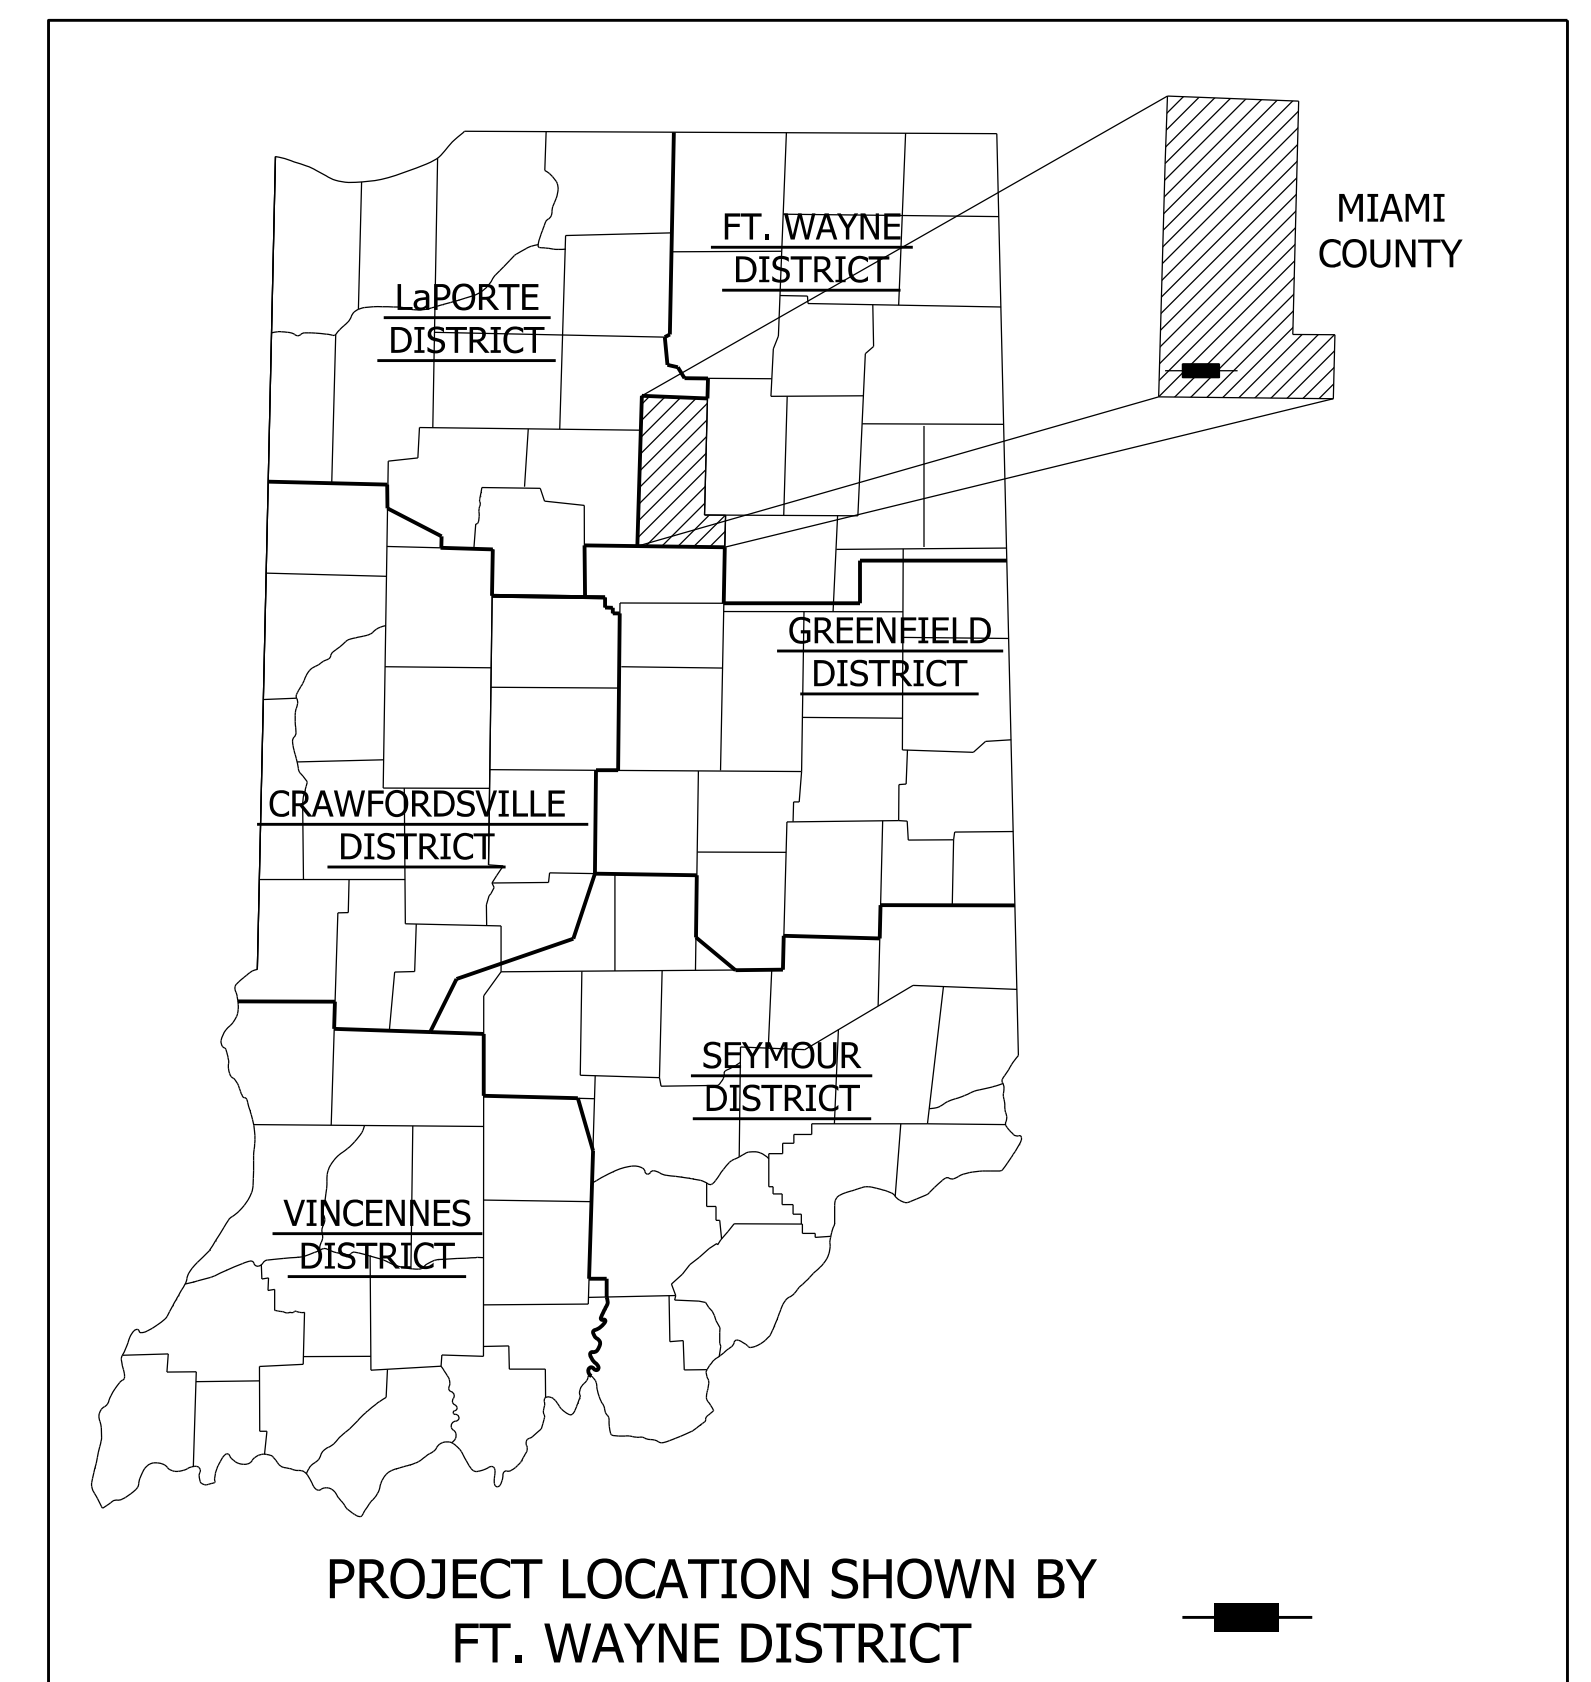 MIAMI
COUNTY
FT. WAYNE
DISTRICT
LaPORTE
DISTRICT
GREENFIELD
DISTRICT
CRAWFORDSVILLE
DISTRICT
SEYMOUR
DISTRICT
VINCENNES
DISTRICT
PROJECT LOCATION SHOWN BY
FT. WAYNE DISTRICT